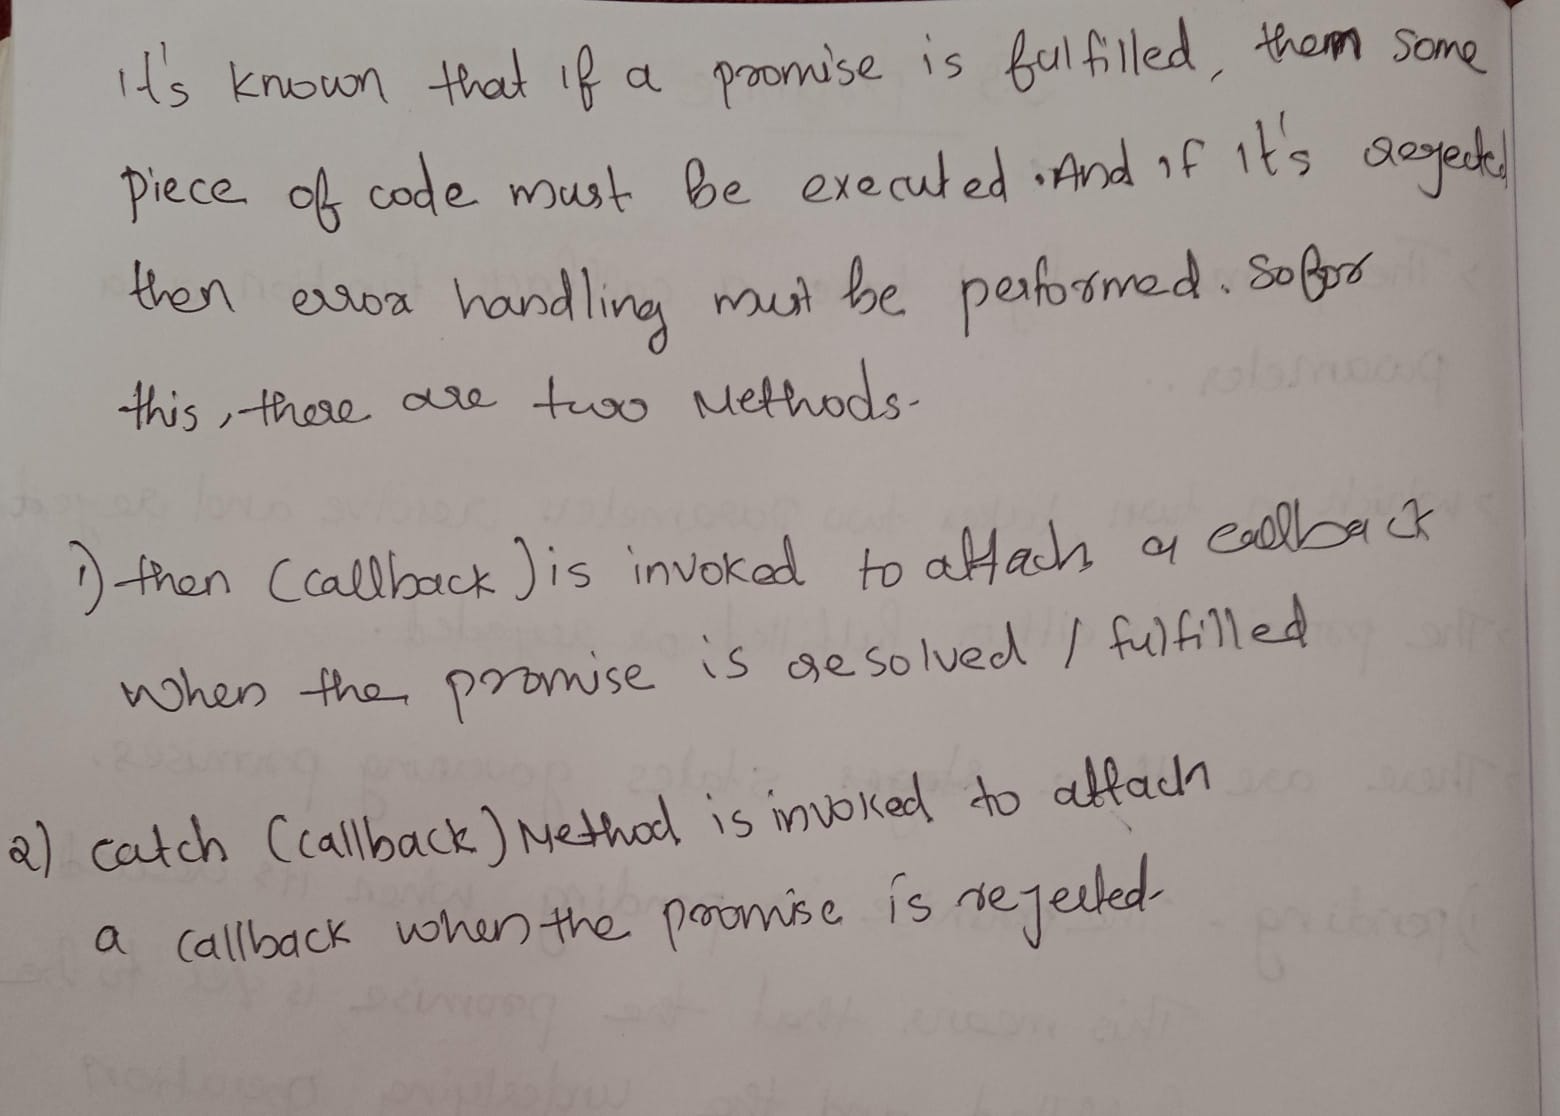 it's known that if a promise is fulfilled, them some
piece of code must be executed. And if it's rejected
then error handling must be performed. So for
this, there are two Methods.
1) then (callback) is invoked to attach a callback
when the promise is resolved / fulfilled
2) catch (callback) Method is invoked to attach
a callback when the promise is rejected.